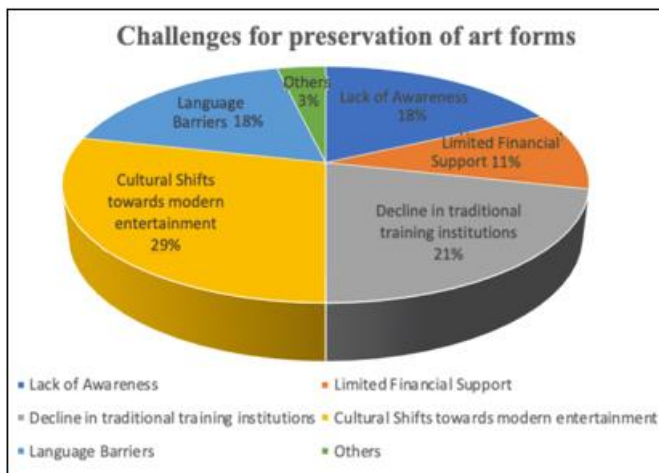 Challenges for preservation of art forms
Others
3%
Lack of Awareness
18%
Limited Financial
Support 11%
Decline in traditional
training institutions
21%
Cultural Shifts
towards modern
entertainment
29%
Language
Barriers 18%
Lack of Awareness
Limited Financial Support
Decline in traditional training institutions
Cultural Shifts towards modern entertainment
Language Barriers
Others